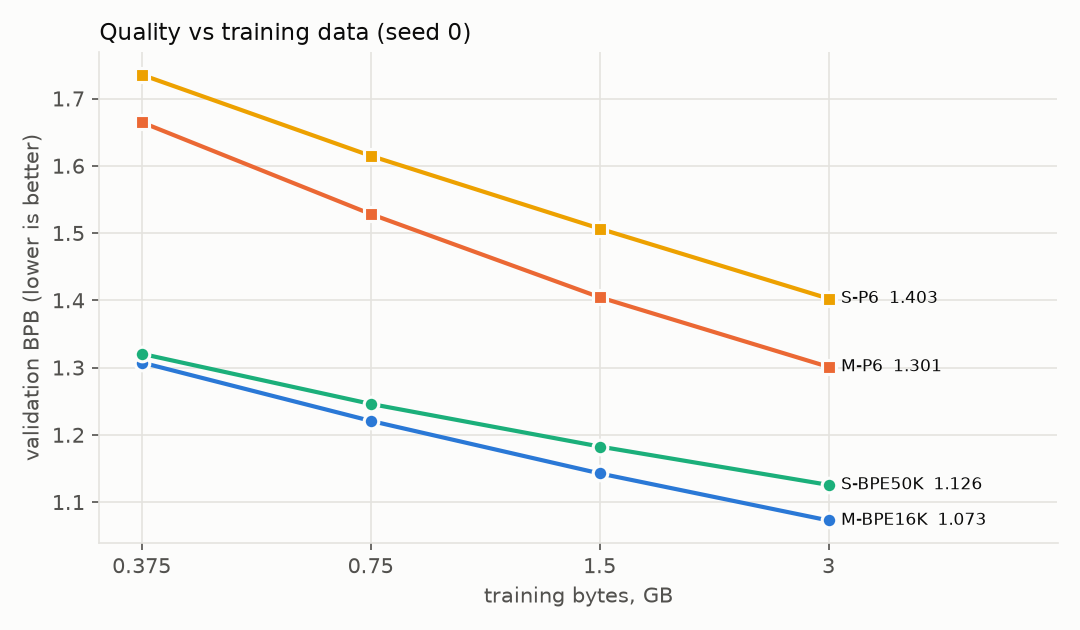 Quality vs training data (seed 0)
validation BPB (lower is better)
1.7
1.6
1.5
1.4
1.3
1.2
1.1
S-P6 1.403
M-P6 1.301
S-BPE50K 1.126
M-BPE16K 1.073
0.375 0.75 1.5 3
training bytes, GB